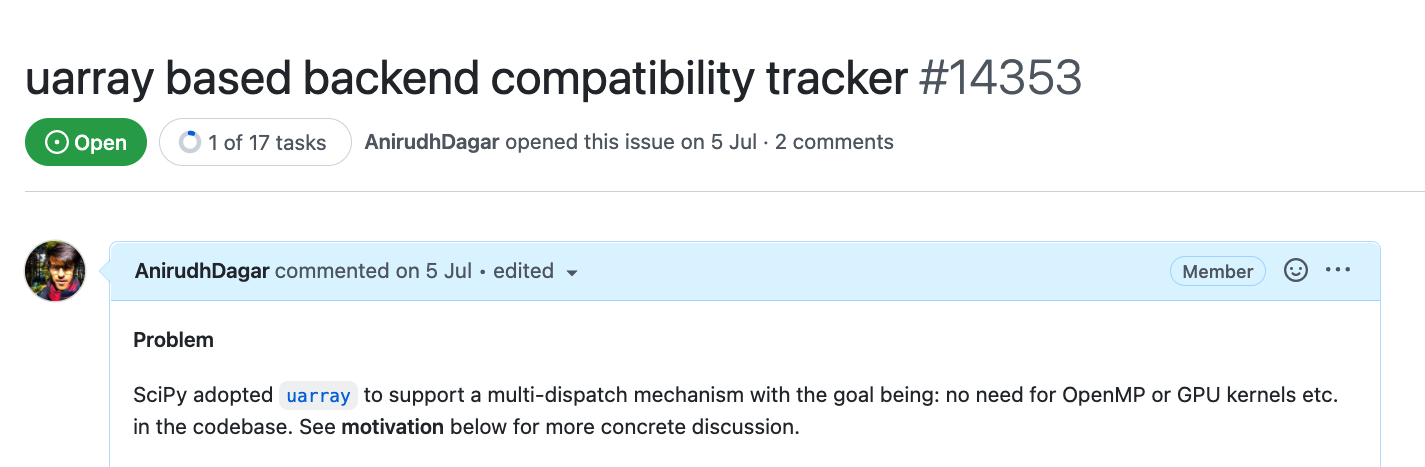 uarray based backend compatibility tracker #14353
Open 1 of 17 tasks AnirudhDagar opened this issue on 5 Jul · 2 comments
AnirudhDagar commented on 5 Jul • edited Member
Problem
SciPy adopted uarray to support a multi-dispatch mechanism with the goal being: no need for OpenMP or GPU kernels etc.
in the codebase. See motivation below for more concrete discussion.